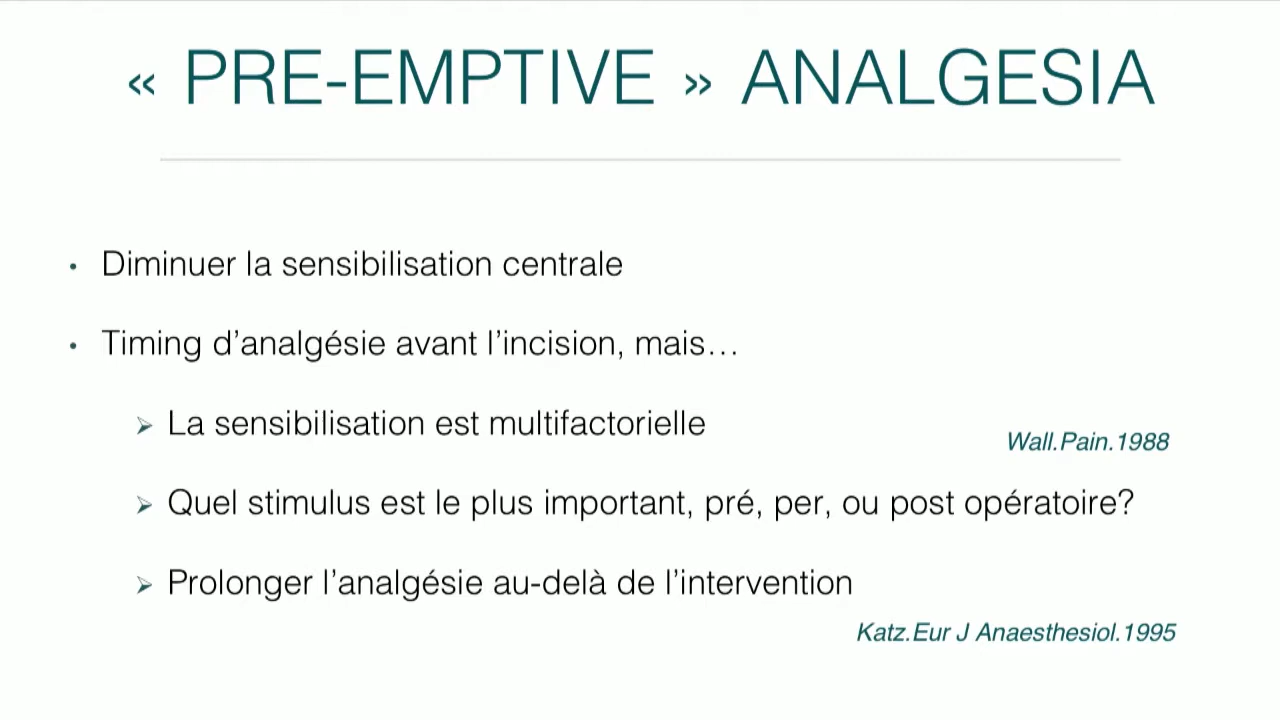 « PRE-EMPTIVE » ANALGESIA
• Diminuer la sensibilisation centrale
• Timing d’analgésie avant l’incision, mais…
➢ La sensibilisation est multifactorielle
Wall.Pain.1988
➢ Quel stimulus est le plus important, pré, per, ou post opératoire?
➢ Prolonger l’analgésie au-delà de l’intervention
Katz.Eur J Anaesthesiol.1995